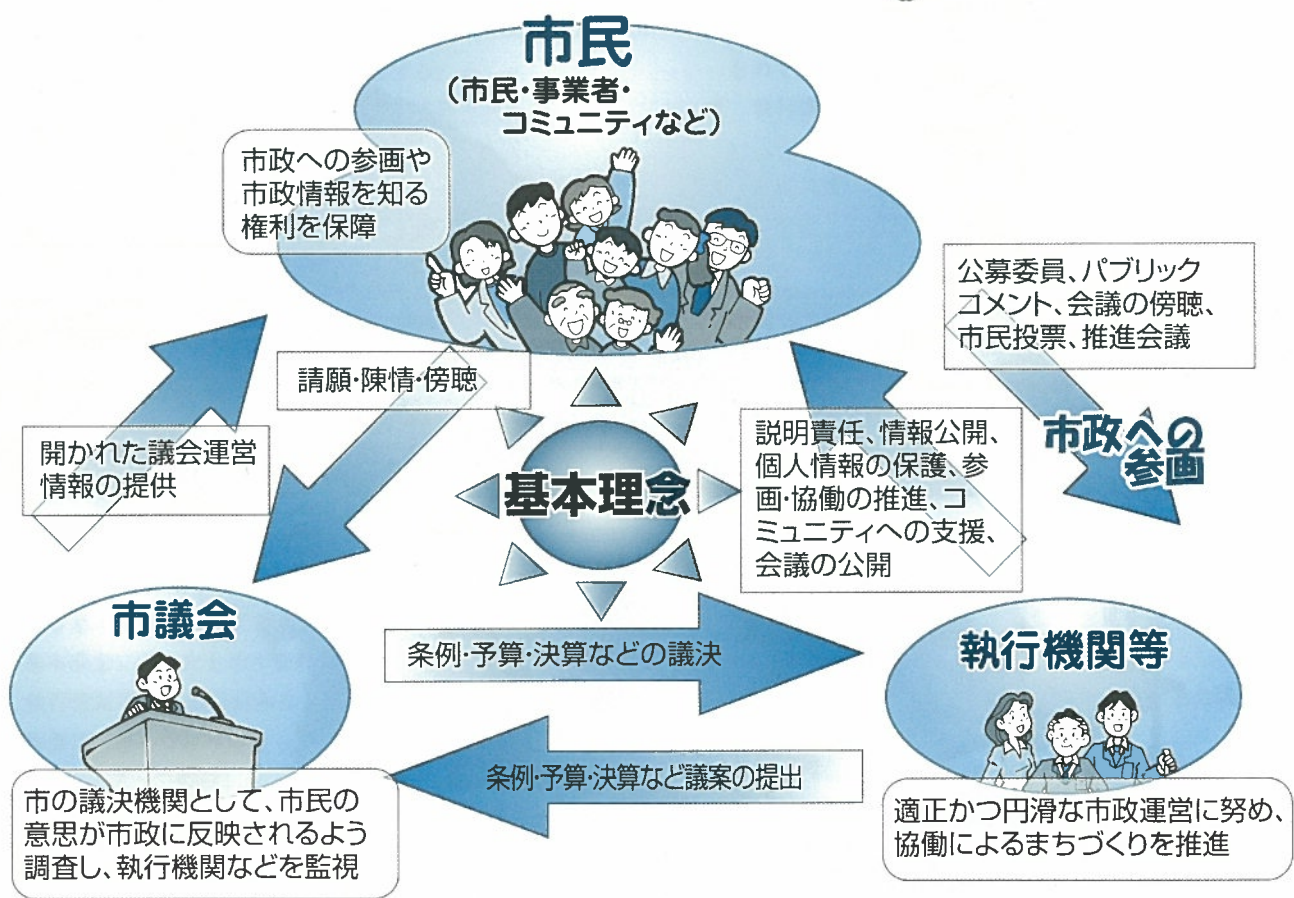 市民
（市民・事業者・
コミュニティなど）
市政への参画や
市政情報を知る
権利を保障
公募委員、パブリック
コメント、会議の傍聴、
市民投票、推進会議
請願・陳情・傍聴
開かれた議会運営
情報の提供
基本理念
説明責任、情報公開、
個人情報の保護、参
画・協働の推進、コ
ミュニティへの支援、
会議の公開
市政への
参画
市議会
条例・予算・決算などの議決
執行機関等
条例・予算・決算など議案の提出
市の議決機関として、市民の
意思が市政に反映されるよう
調査し、執行機関などを監視
適正かつ円滑な市政運営に努め、
協働によるまちづくりを推進